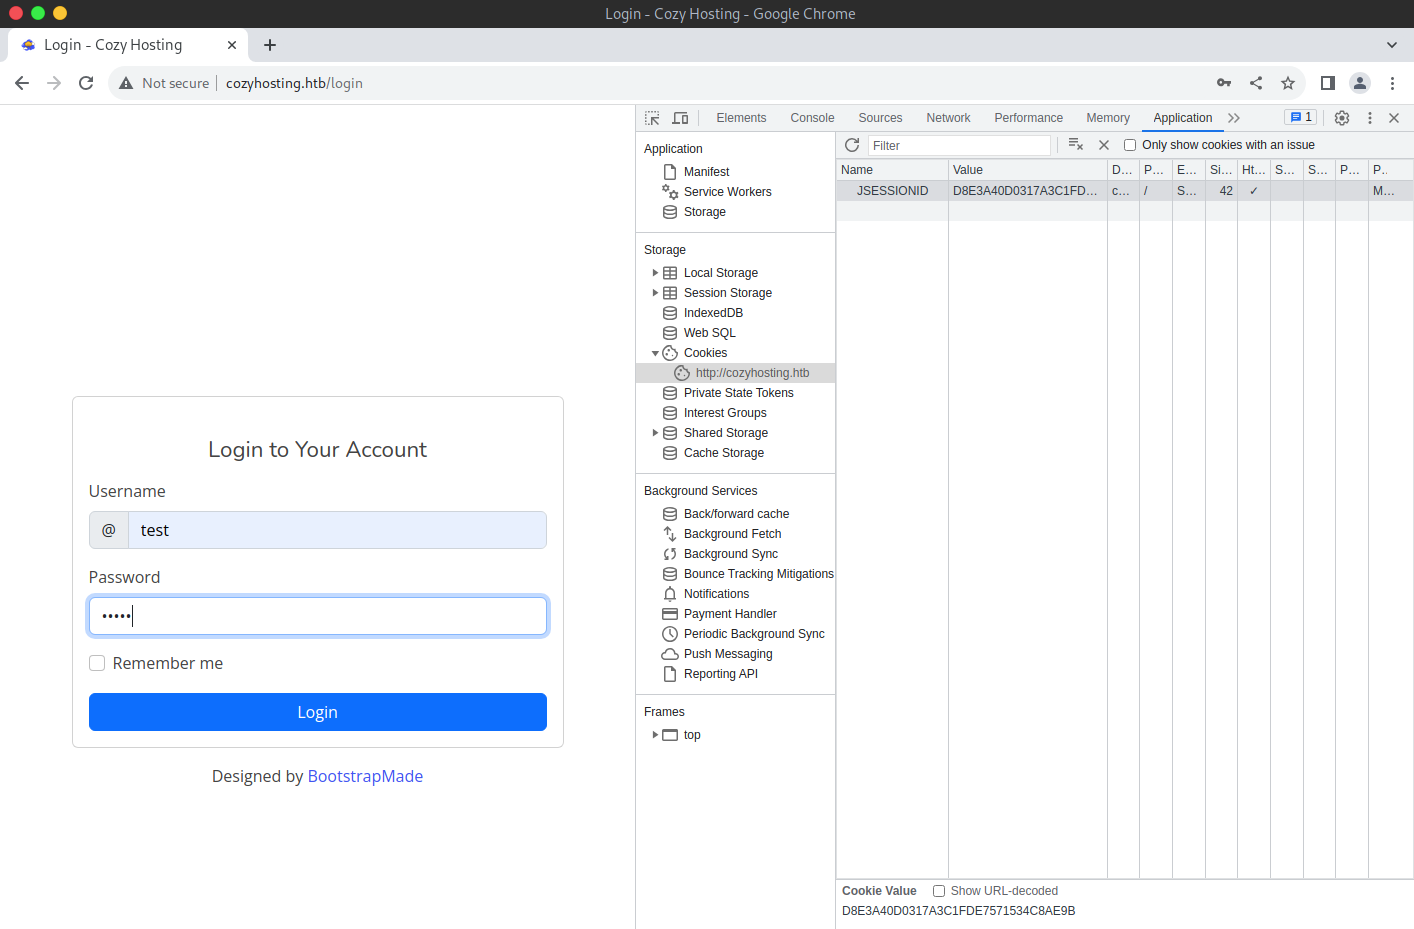 Login - Cozy Hosting - Google Chrome
Login - Cozy Hosting
Not secure
cozyhosting.htb/login
Login to Your Account
Username
@
test
Password
•••••
Remember me
Login
Designed by BootstrapMade
Elements Console Sources Network Performance Memory Application 1
Application
Manifest
Service Workers
Storage
Storage
Local Storage
Session Storage
IndexedDB
Web SQL
Cookies
http://cozyhosting.htb
Private State Tokens
Interest Groups
Shared Storage
Cache Storage
Background Services
Back/forward cache
Background Fetch
Background Sync
Bounce Tracking Mitigations
Notifications
Payment Handler
Periodic Background Sync
Push Messaging
Reporting API
Frames
top
Filter
Only show cookies with an issue
Name Value D... P... E... Si... Ht... S... S... P... P..
JSESSIONID D8E3A40D0317A3C1FD... c... / S... 42 ✓ M...
Cookie Value Show URL-decoded
D8E3A40D0317A3C1FDE7571534C8AE9B